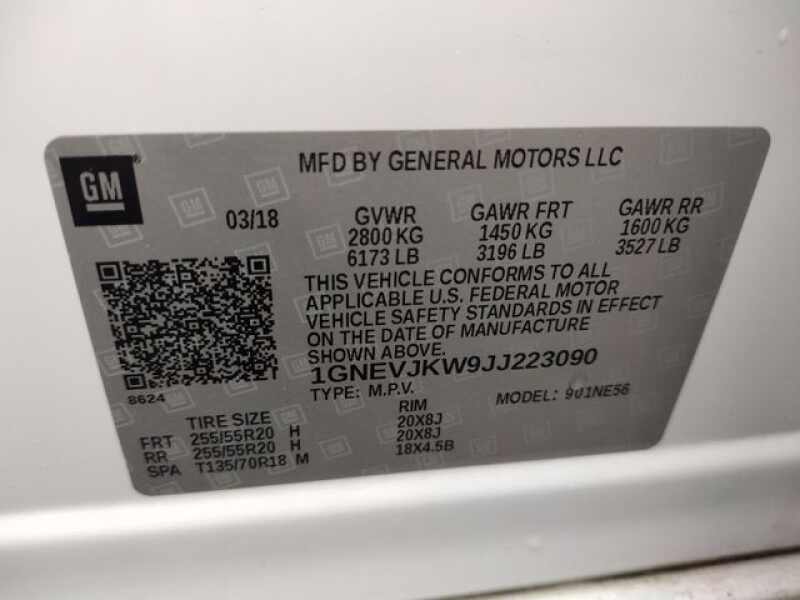 GM
MFD BY GENERAL MOTORS LLC
03/18 GVWR GAWR FRT GAWR RR
2800 KG 1450 KG 1600 KG
6173 LB 3196 LB 3527 LB
THIS VEHICLE CONFORMS TO ALL
APPLICABLE U.S. FEDERAL MOTOR
VEHICLE SAFETY STANDARDS IN EFFECT
ON THE DATE OF MANUFACTURE
SHOWN ABOVE.
1GNEVJKW9JJ223090
8624
TYPE: M.P.V. MODEL: 901NE56
TIRE SIZE RIM
FRT 255/55R20 H 20X8J
RR 255/55R20 H 20X8J
SPA T135/70R18 M 18X4.5B